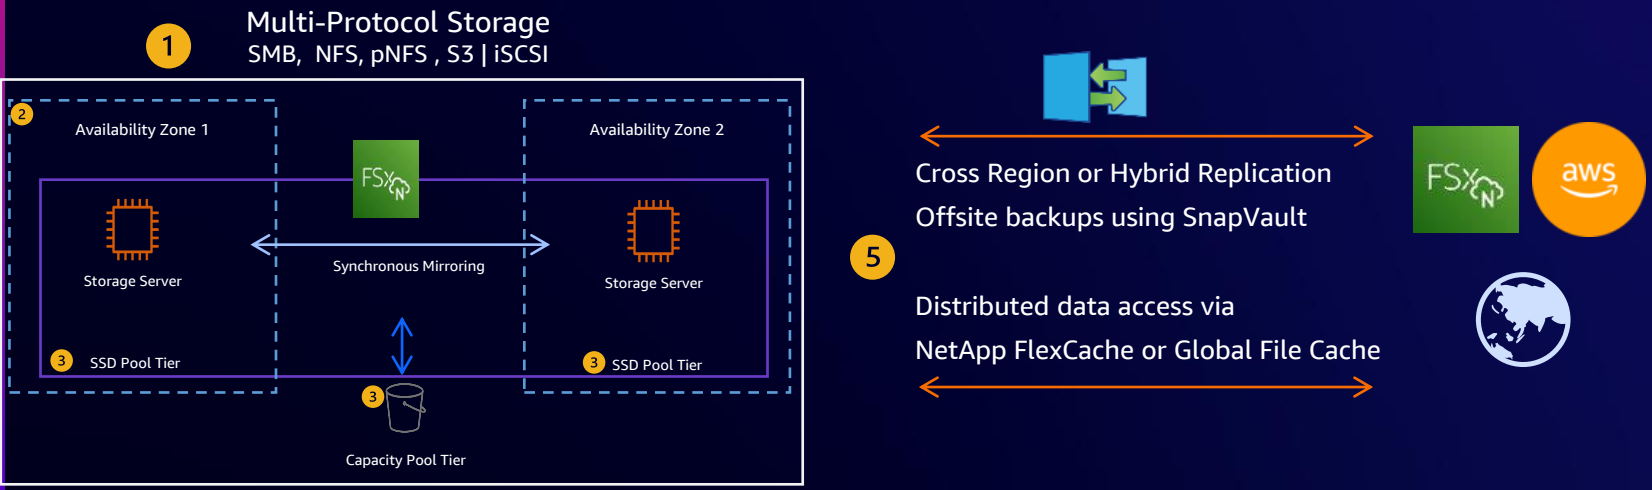 1
Multi-Protocol Storage
SMB, NFS, pNFS , S3 | iSCSI
2
Availability Zone 1
Availability Zone 2
FSx
N
Storage Server
Synchronous Mirroring
Storage Server
3
SSD Pool Tier
3
SSD Pool Tier
3
Capacity Pool Tier
Cross Region or Hybrid Replication
Offsite backups using SnapVault
FSx
N
aws
5
Distributed data access via
NetApp FlexCache or Global File Cache